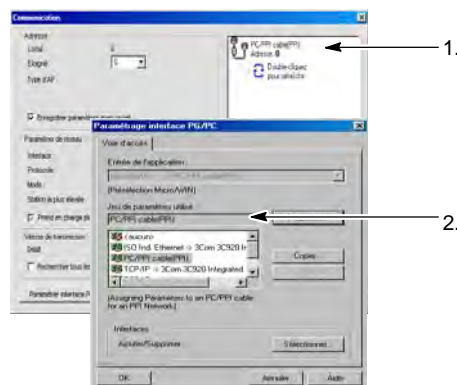 Communication
Adresse
Local
0
Eloigné
Type d'AP
PC/PPI cable(PPI)
Adresse: 0
Double-cliquez
pour rafraîchir
1.
Enregistrer paramètres avec projet
Paramètres de réseau
Interface
Protocole
Mode
Station la plus élevée
Prend en charge
Vitesse de transmission
Débit
Rechercher
Paramétrer interface P
Paramétrage interface PG/PC
Voie d'accès
Entrée de l'application :
(Présélection Micro/WIN)
Jeu de paramètres utilisé :
PC/PPI cable(PPI)
2.
(aucun)
ISO Ind. Ethernet -> 3Com 3C920 In
PC/PPI cable(PPI)
TCP/IP -> 3Com 3C920 Integrated
Copier...
(Assigning Parameters to an PC/PPI cable
for an PPI Network)
Interfaces
Ajouter/Supprimer :
Sélectionner...
OK
Annuler
Aide